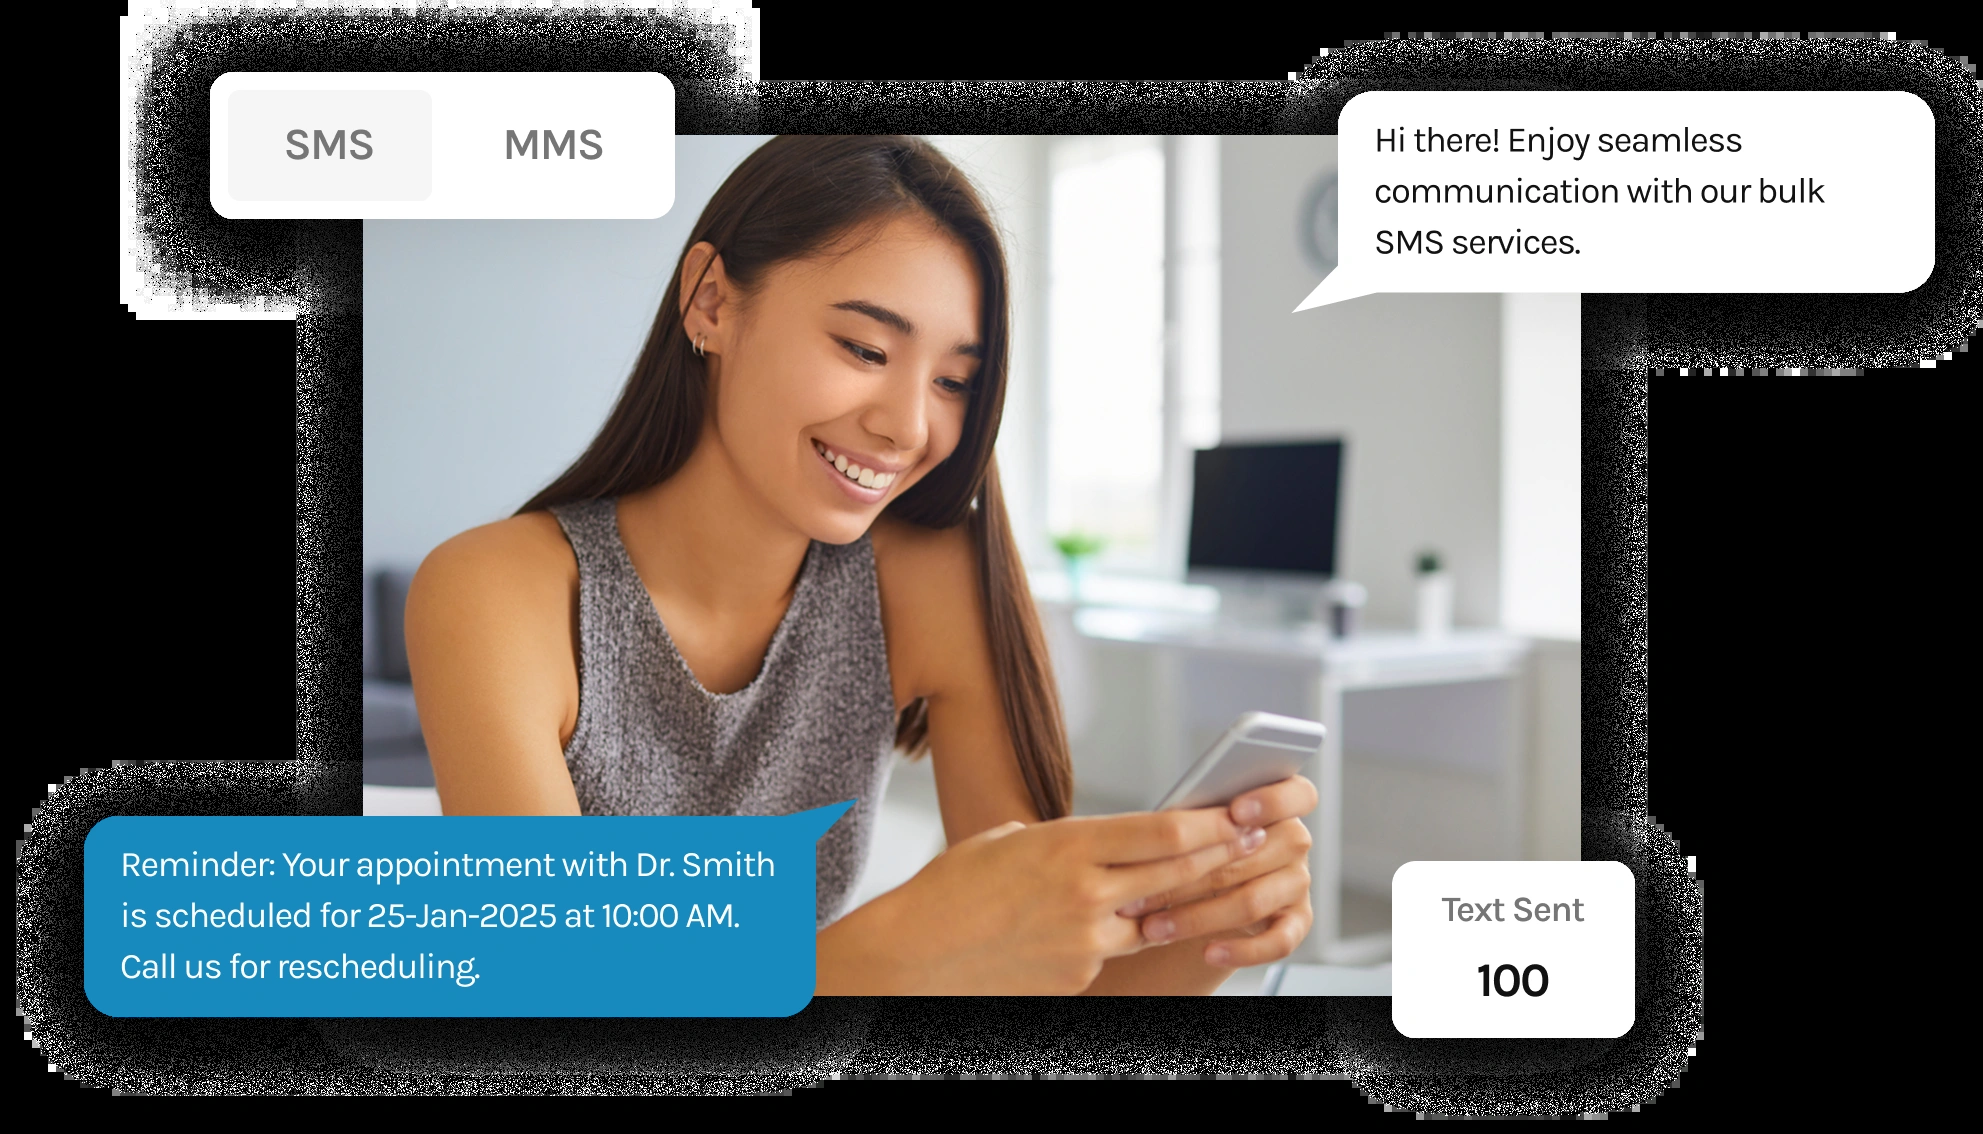 SMS MMS
Hi there! Enjoy seamless
communication with our bulk
SMS services.
Reminder: Your appointment with Dr. Smith
is scheduled for 25-Jan-2025 at 10:00 AM.
Call us for rescheduling.
Text Sent
100